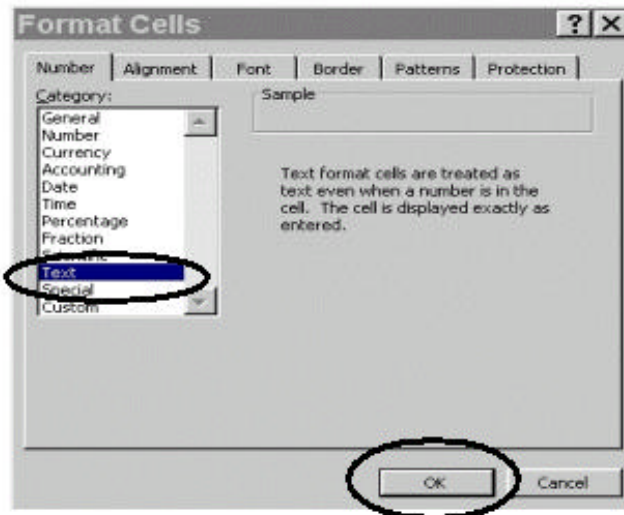 Format Cells
? X
Number Alignment Font Border Patterns Protection
Category:
General
Number
Currency
Accounting
Date
Time
Percentage
Fraction
Scientific
Text
Special
Custom
Sample
Text format cells are treated as
text even when a number is in the
cell. The cell is displayed exactly as
entered.
OK Cancel